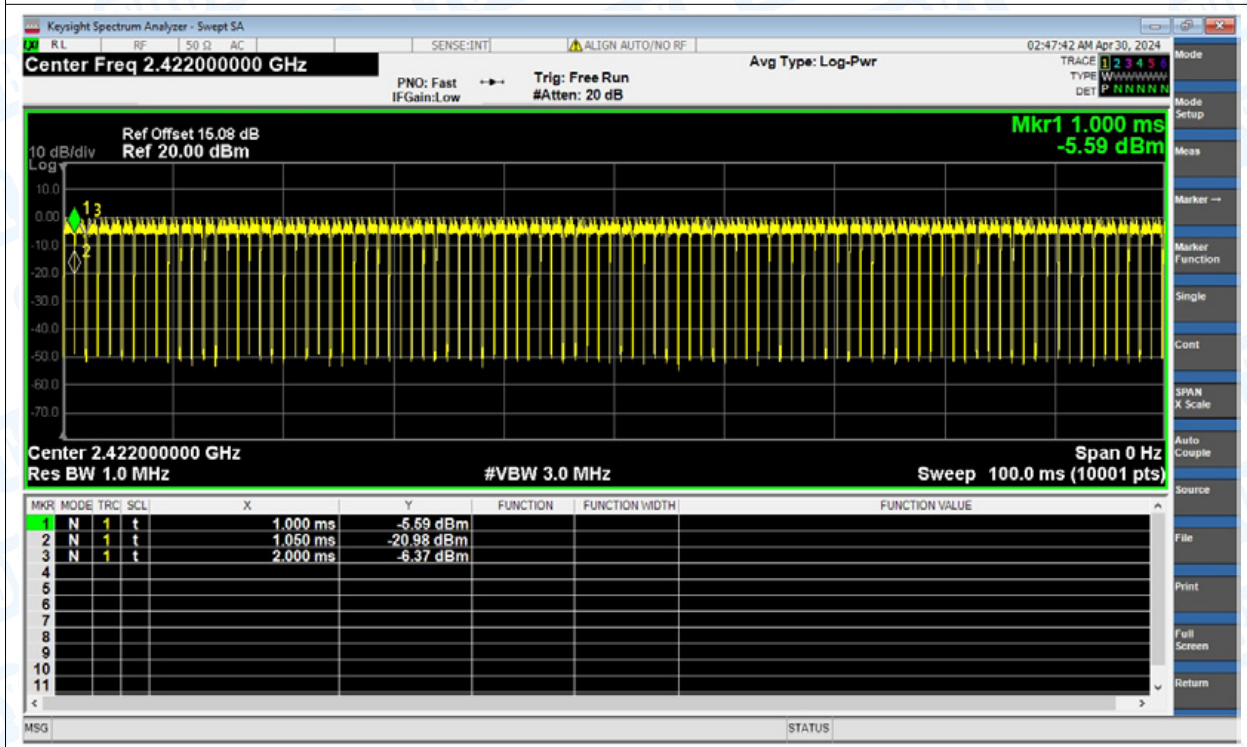 Keysight Spectrum Analyzer - Swept SA
RL RF 50 Ω AC SENSE:INT ALIGN AUTO/NO RF 02:47:42 AM Apr 30, 2024
Center Freq 2.422000000 GHz Avg Type: Log-Pwr TRACE 1 2 3 4 5 6
PNO: Fast Trig: Free Run TYPE WWWWWW
IFGain:Low #Atten: 20 dB DET P N N N N N
Mkr1 1.000 ms
Ref Offset 15.08 dB
10 dB/div Ref 20.00 dBm -5.59 dBm
Log
10.0
0.00
1 3
-10.0
2
-20.0
-30.0
-40.0
-50.0
-60.0
-70.0
Center 2.422000000 GHz Span 0 Hz
Res BW 1.0 MHz #VBW 3.0 MHz Sweep 100.0 ms (10001 pts)
MKR MODE TRC SCL X Y FUNCTION FUNCTION WIDTH FUNCTION VALUE
1 N 1 t 1.000 ms -5.59 dBm
2 N 1 t 1.050 ms -20.98 dBm
3 N 1 t 2.000 ms -6.37 dBm
4
5
6
7
8
9
10
11
MSG STATUS
Mode
Mode
Setup
Meas
Marker →
Marker
Function
Single
Cont
SPAN
X Scale
Auto
Couple
Source
File
Print
Full
Screen
Return